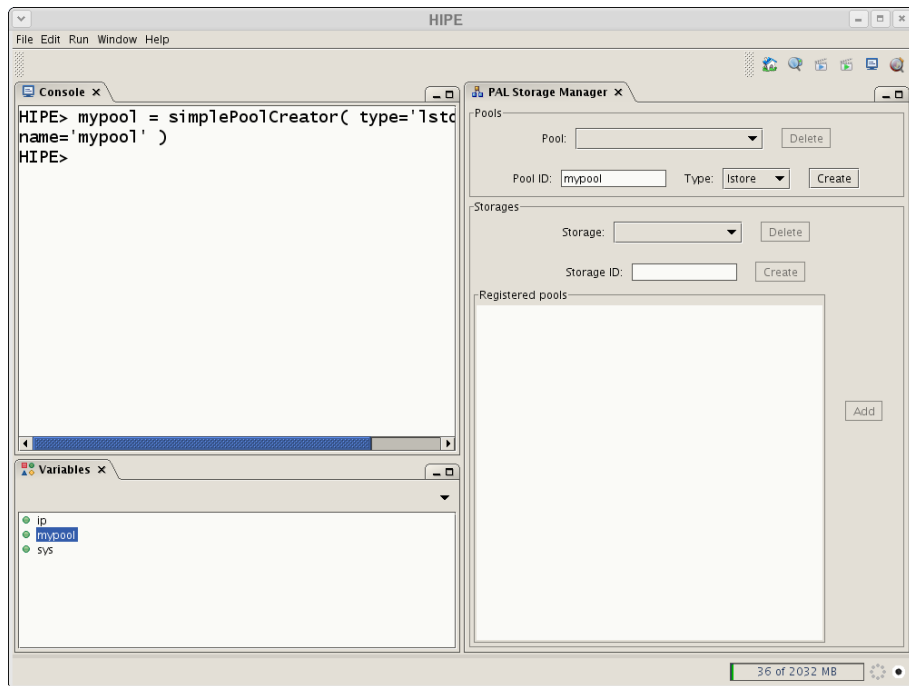 HIPE
File Edit Run Window Help
Console
HIPE> mypool = simplePoolCreator( type='lsto
name='mypool' )
HIPE>
Variables
ip
mypool
sys
PAL Storage Manager
Pools
Pool: Delete
Pool ID: mypool Type: lstore Create
Storages
Storage: Delete
Storage ID: Create
Registered pools
Add
36 of 2032 MB